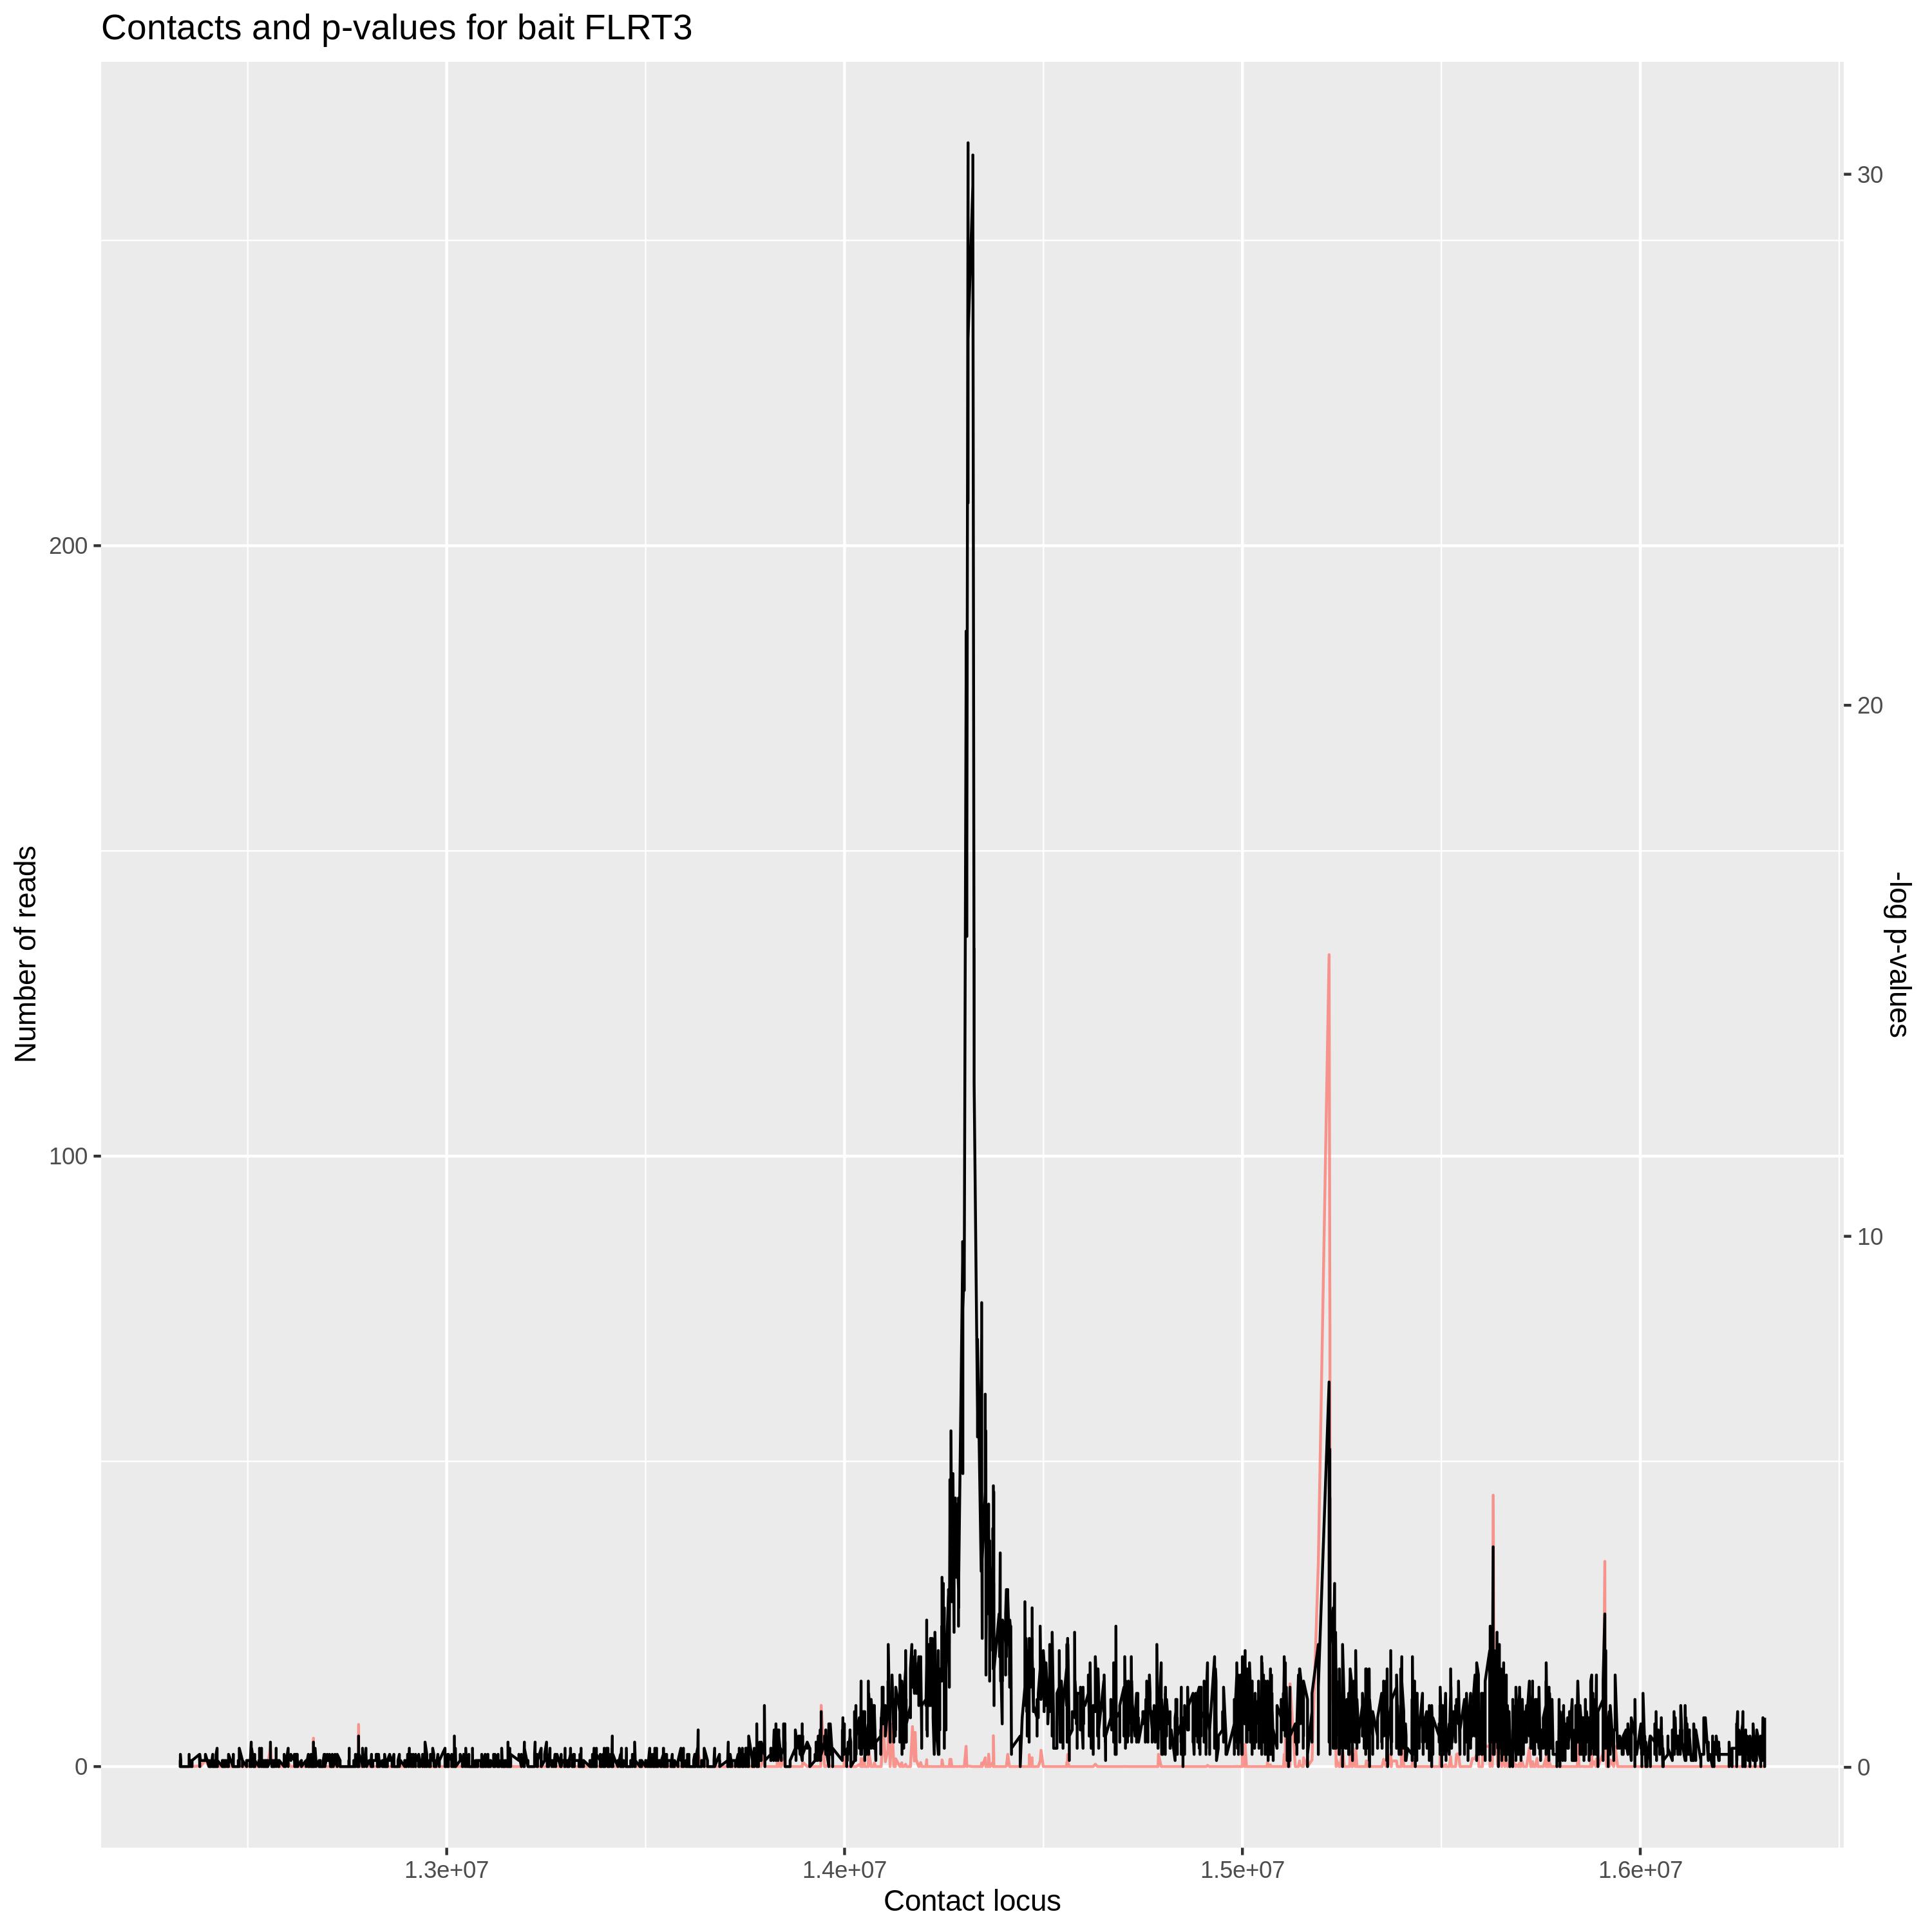 Contacts and p-values for bait FLRT3
30
200
20
Number of reads
-log p-values
100
10
0
0
1.3e+07
1.4e+07
1.5e+07
1.6e+07
Contact locus